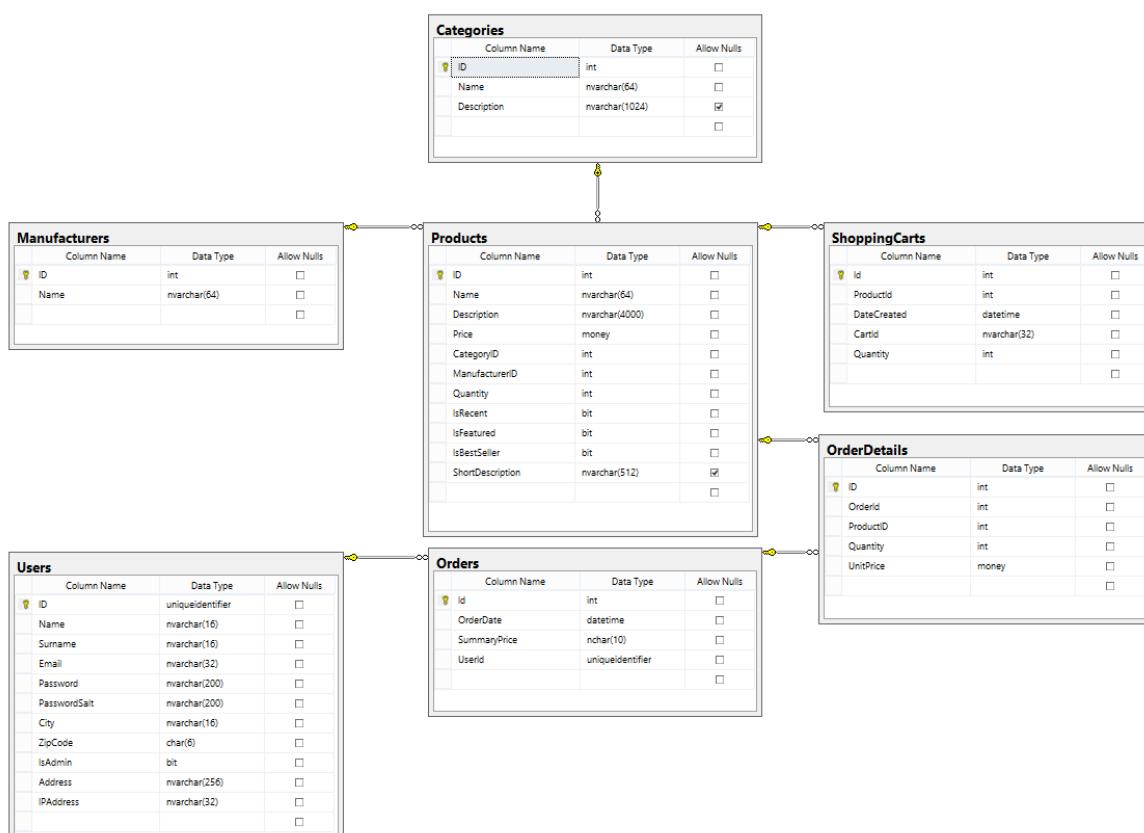 Categories
Column Name Data Type Allow Nulls
ID int
Name nvarchar(64)
Description nvarchar(1024)
Manufacturers
Column Name Data Type Allow Nulls
ID int
Name nvarchar(64)
Products
Column Name Data Type Allow Nulls
ID int
Name nvarchar(64)
Description nvarchar(4000)
Price money
CategoryID int
ManufacturerID int
Quantity int
IsRecent bit
IsFeatured bit
IsBestSeller bit
ShortDescription nvarchar(512)
ShoppingCarts
Column Name Data Type Allow Nulls
Id int
ProductId int
DateCreated datetime
CartId nvarchar(32)
Quantity int
OrderDetails
Column Name Data Type Allow Nulls
ID int
OrderId int
ProductID int
Quantity int
UnitPrice money
Users
Column Name Data Type Allow Nulls
ID uniqueidentifier
Name nvarchar(16)
Surname nvarchar(16)
Email nvarchar(32)
Password nvarchar(200)
PasswordSalt nvarchar(200)
City nvarchar(16)
ZipCode char(6)
IsAdmin bit
Address nvarchar(256)
IPAddress nvarchar(32)
Orders
Column Name Data Type Allow Nulls
Id int
OrderDate datetime
SummaryPrice nchar(10)
UserId uniqueidentifier